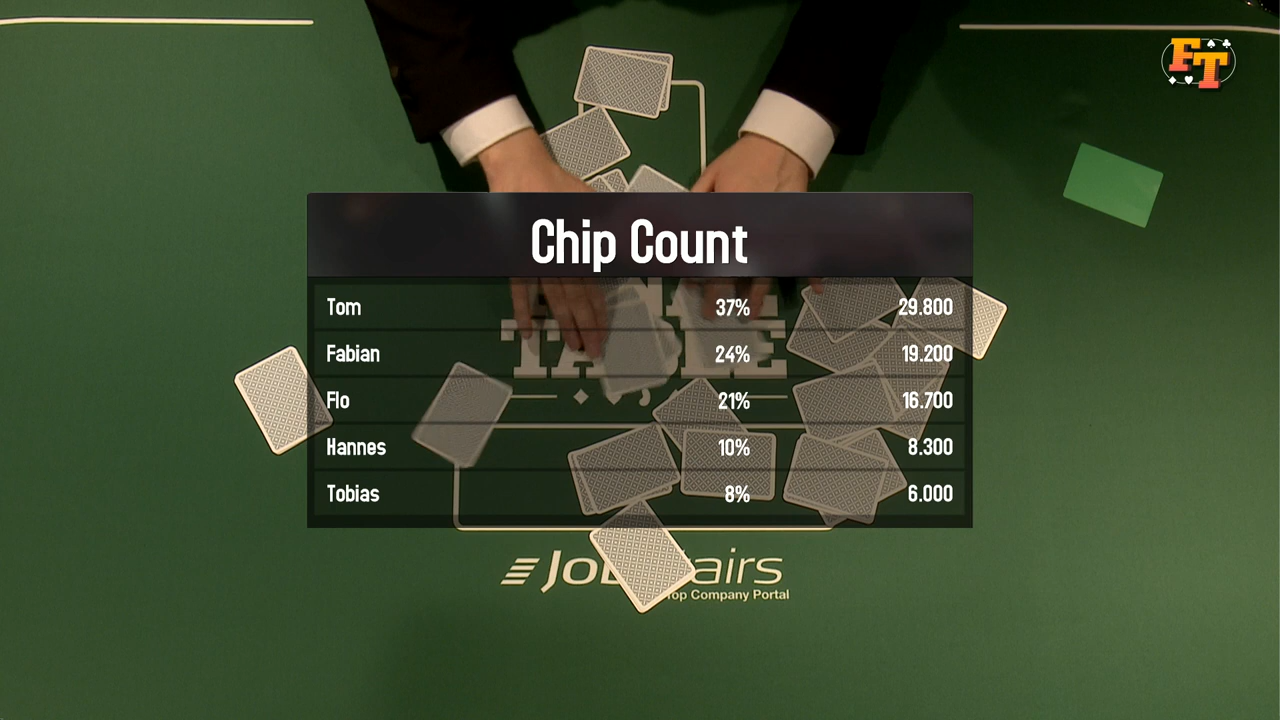 FT
Chip Count
Tom 37% 29.800
Fabian 24% 19.200
Flo 21% 16.700
Hannes 10% 8.300
Tobias 8% 6.000
Company Portal